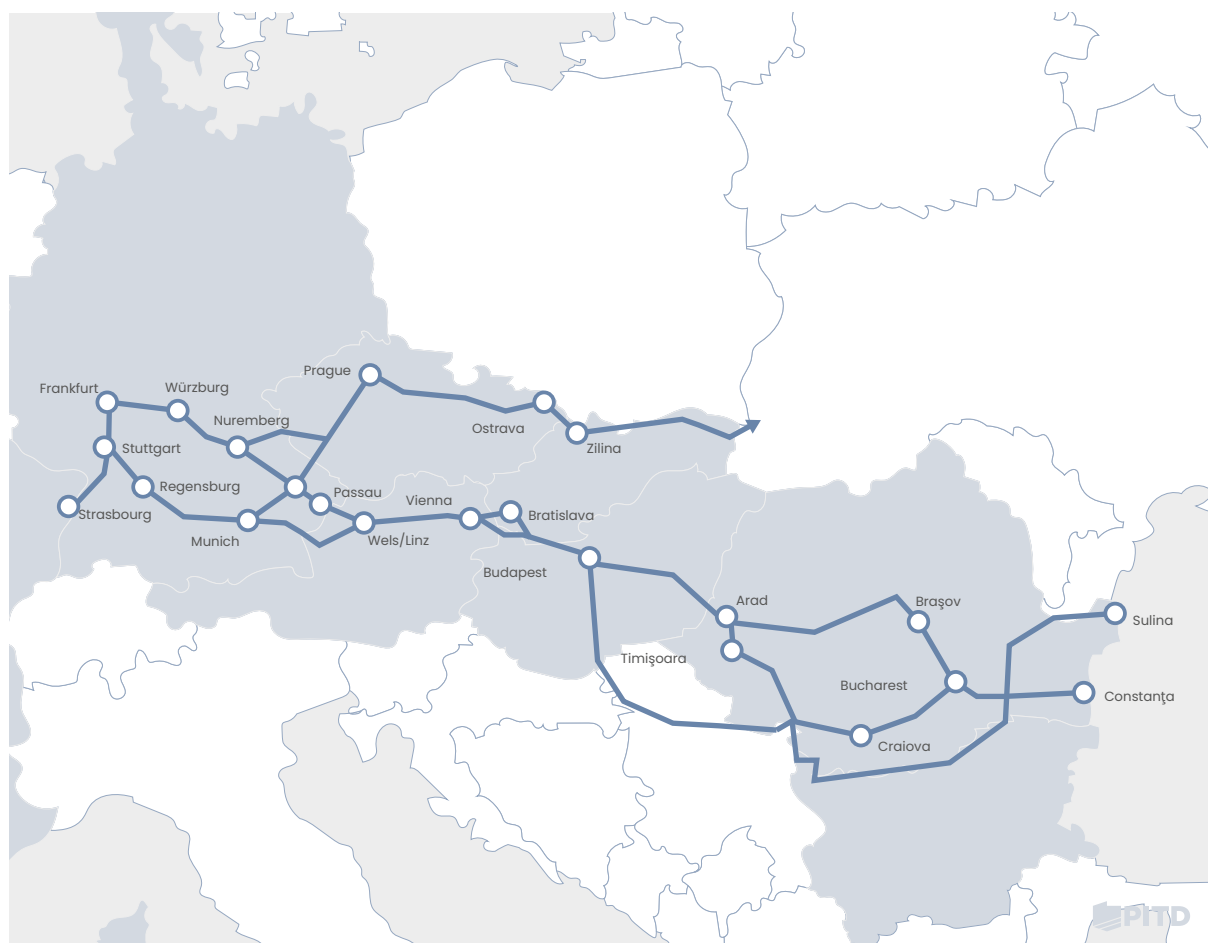 Prague
Frankfurt
Würzburg
Nuremberg
Ostrava
Stuttgart
Zilina
Regensburg
Passau
Vienna
Strasbourg
Bratislava
Munich
Wels/Linz
Budapest
Arad
Braşov
Sulina
Timişoara
Bucharest
Constanţa
Craiova
PITD